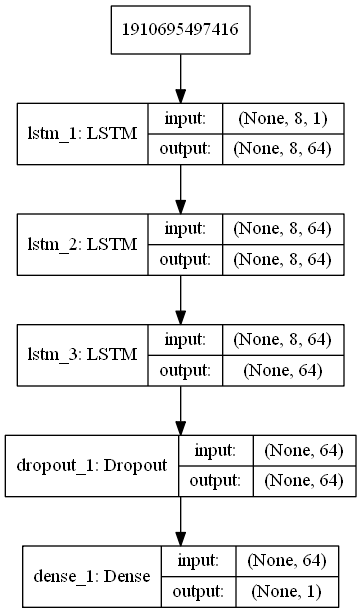 1910695497416
lstm_1: LSTM
input: (None, 8, 1)
output: (None, 8, 64)
lstm_2: LSTM
input: (None, 8, 64)
output: (None, 8, 64)
lstm_3: LSTM
input: (None, 8, 64)
output: (None, 64)
dropout_1: Dropout
input: (None, 64)
output: (None, 64)
dense_1: Dense
input: (None, 64)
output: (None, 1)